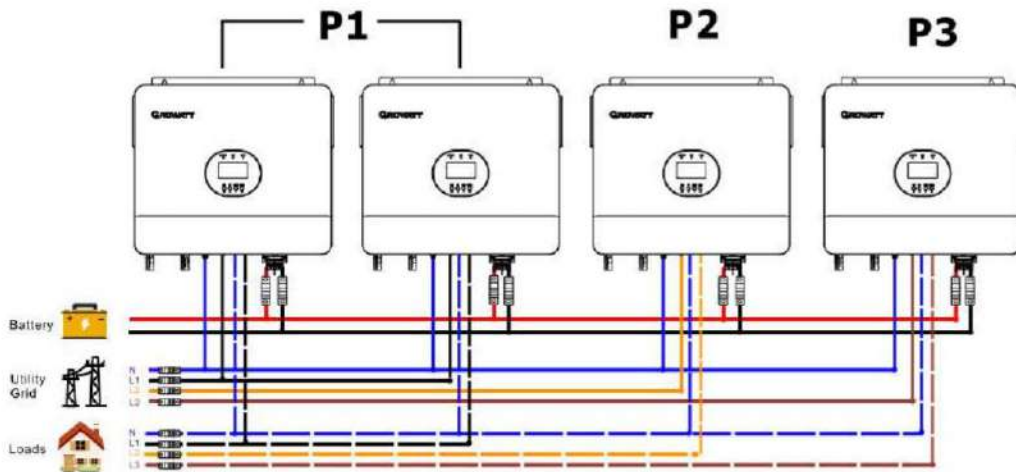 P1
P2
P3
GROWATT
GROWATT
GROWATT
GROWATT
Battery
Utility
Grid
N
L1
L2
L3
Loads
N
L1
L2
L3